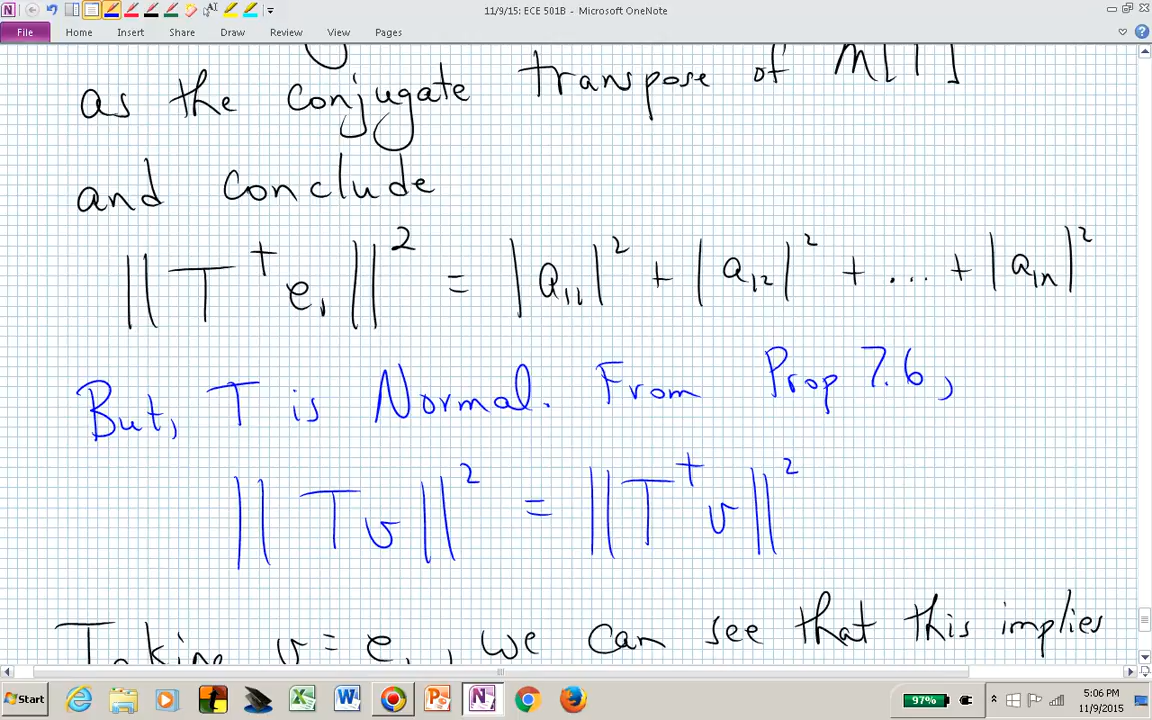 11/9/15: ECE 501B - Microsoft OneNote
File Home Insert Share Draw Review View Pages
as the conjugate transpose of M[T]
and conclude
||T† e₁||² = |a₁₁|² + |a₁₂|² + ... + |a₁ₙ|²
But, T is Normal. From Prop 7.6,
||Tv||² = ||T†v||²
Taking v = e₁, we can see that this implies
Start
97%
5:06 PM
11/9/2015